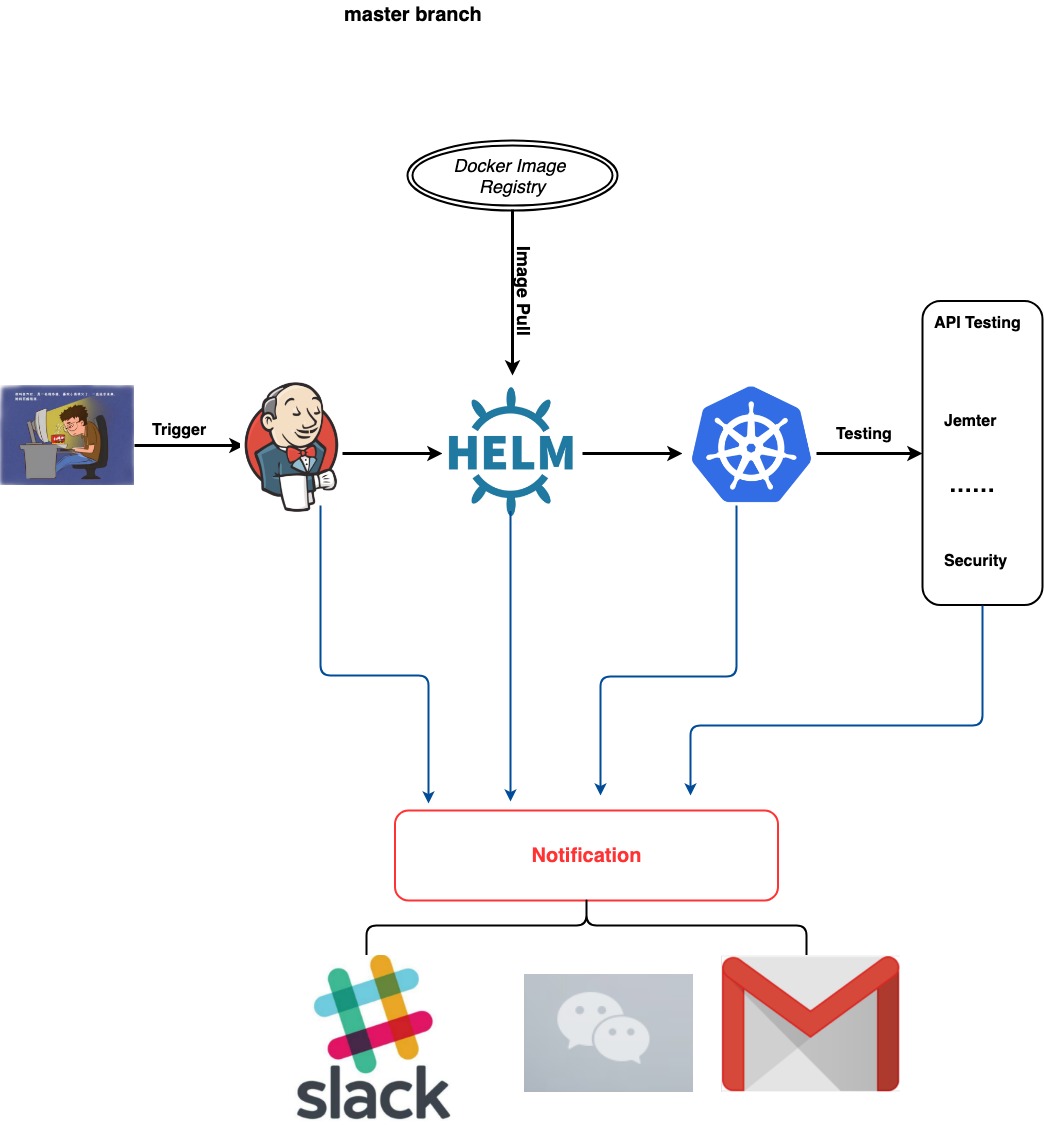 master branch
Docker Image
Registry
Image Pull
API Testing
Trigger
HELM
Testing
Jemter
......
Security
Notification
slack